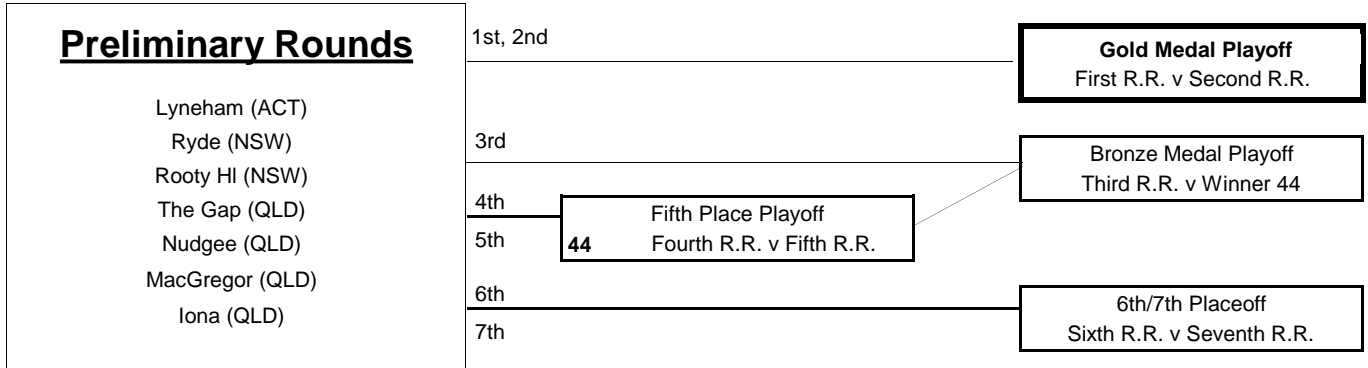 Preliminary Rounds
Lyneham (ACT)
Ryde (NSW)
Rooty Hl (NSW)
The Gap (QLD)
Nudgee (QLD)
MacGregor (QLD)
Iona (QLD)
1st, 2nd
Gold Medal Playoff
First R.R. v Second R.R.
3rd
Bronze Medal Playoff
Third R.R. v Winner 44
4th
Fifth Place Playoff
5th
44 Fourth R.R. v Fifth R.R.
6th
6th/7th Placeoff
7th
Sixth R.R. v Seventh R.R.